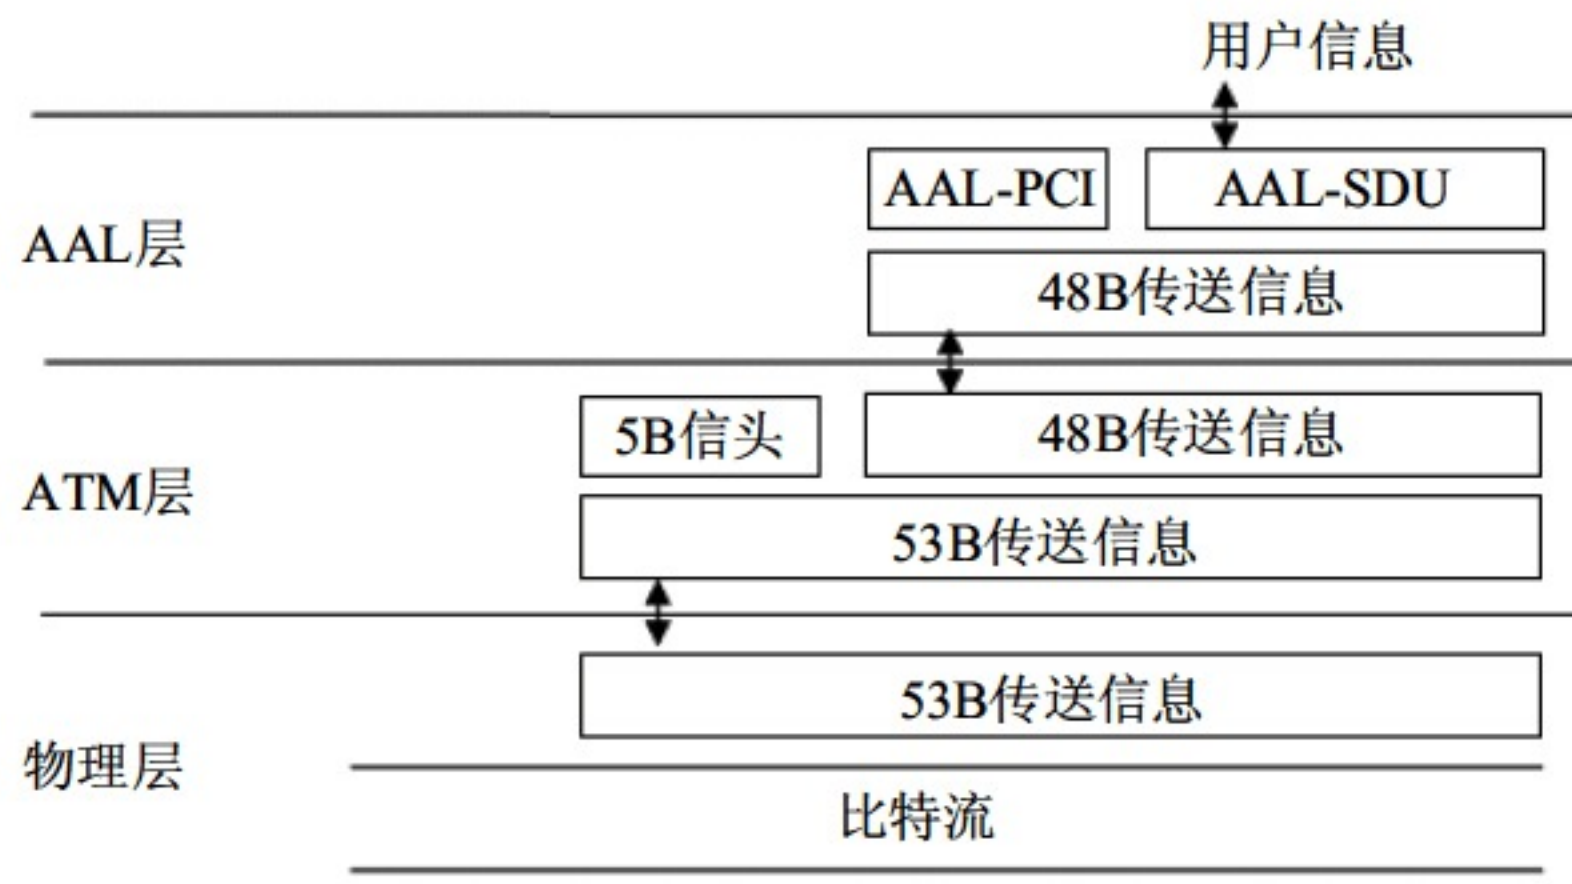 用户信息
AAL-PCI
AAL-SDU
AAL层
48B传送信息
5B信头
48B传送信息
ATM层
53B传送信息
53B传送信息
物理层
比特流